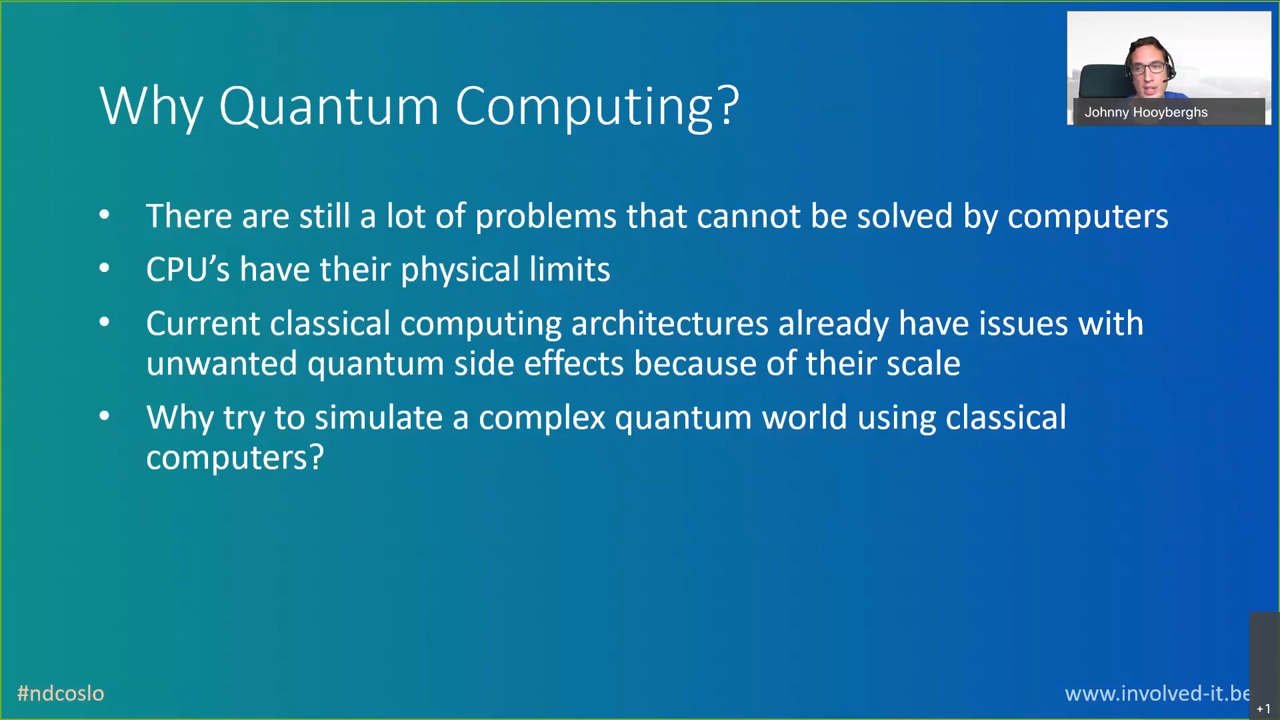 Why Quantum Computing?
Johnny Hooyberghs
• There are still a lot of problems that cannot be solved by computers
• CPU’s have their physical limits
• Current classical computing architectures already have issues with
unwanted quantum side effects because of their scale
• Why try to simulate a complex quantum world using classical
computers?
#ndcoslo
www.involved-it.be
+1